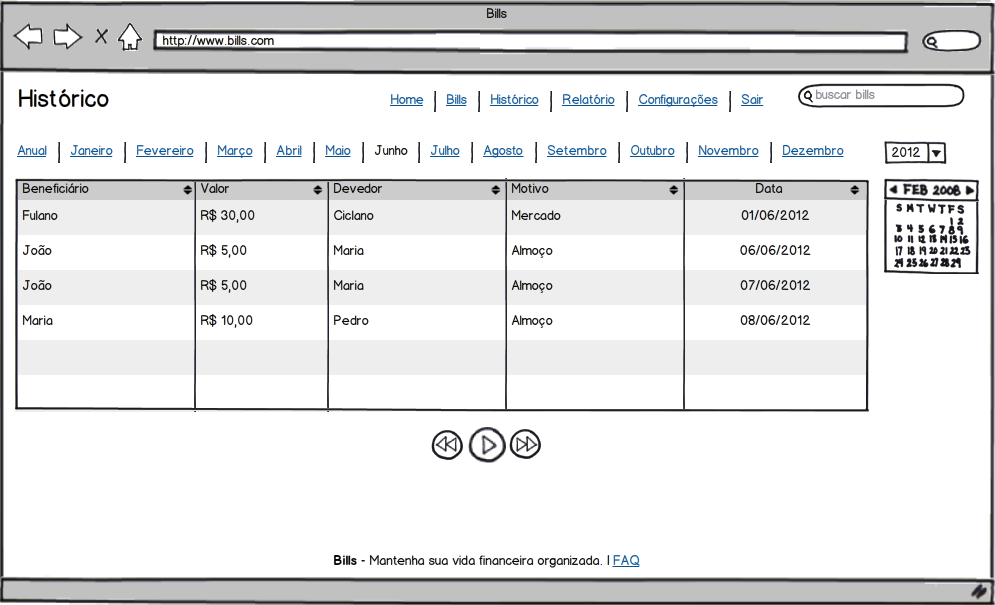 Bills
http://www.bills.com
Histórico
Home Bills Histórico Relatório Configurações Sair
buscar bills
Anual Janeiro Fevereiro Março Abril Maio Junho Julho Agosto Setembro Outubro Novembro Dezembro
2012
Beneficiário Valor Devedor Motivo Data
Fulano R$ 30,00 Ciclano Mercado 01/06/2012
João R$ 5,00 Maria Almoço 06/06/2012
João R$ 5,00 Maria Almoço 07/06/2012
Maria R$ 10,00 Pedro Almoço 08/06/2012
FEB 2008
S M T W T F S
1 2
3 4 5 6 7 8 9
10 11 12 13 14 15 16
17 18 19 20 21 22 23
24 25 26 27 28 29
Bills - Mantenha sua vida financeira organizada. | FAQ